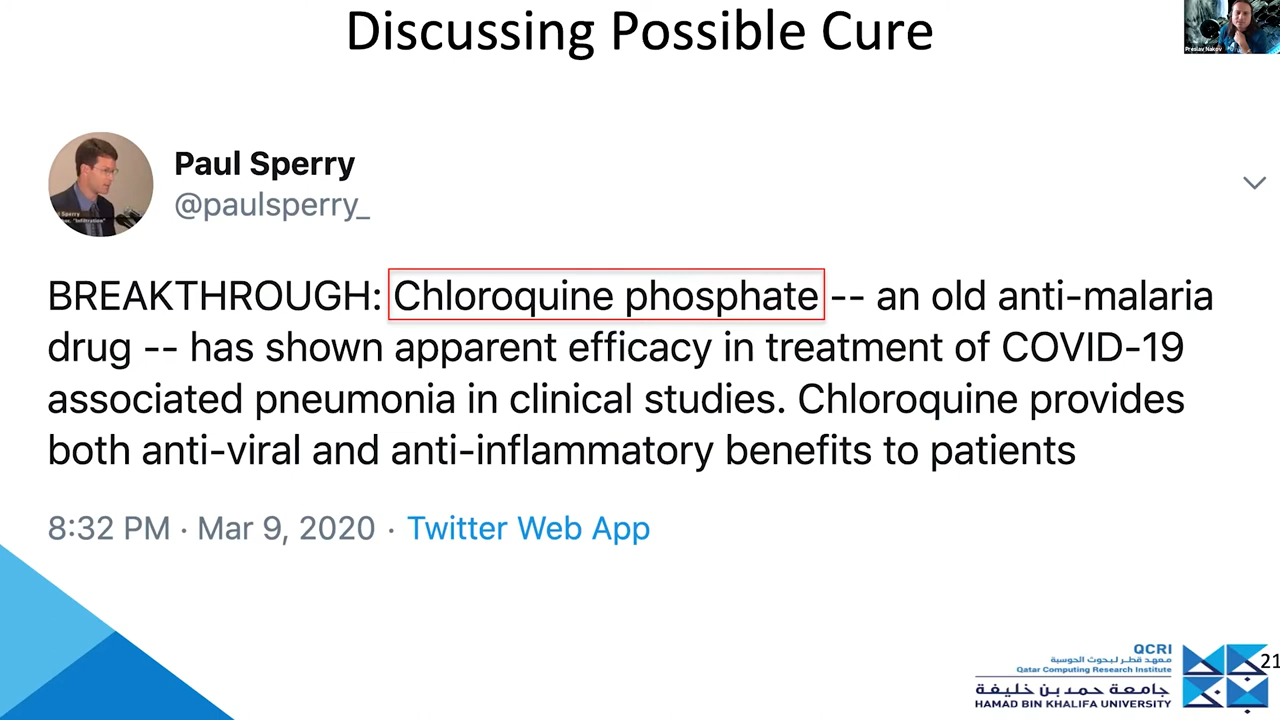 Discussing Possible Cure
Preslav Nakov
Paul Sperry
@paulsperry_
BREAKTHROUGH: Chloroquine phosphate -- an old anti-malaria
drug -- has shown apparent efficacy in treatment of COVID-19
associated pneumonia in clinical studies. Chloroquine provides
both anti-viral and anti-inflammatory benefits to patients
8:32 PM · Mar 9, 2020 · Twitter Web App
QCRI
معهد قطر لبحوث الحوسبة
Qatar Computing Research Institute
جامعة حمد بن خليفة
HAMAD BIN KHALIFA UNIVERSITY
21